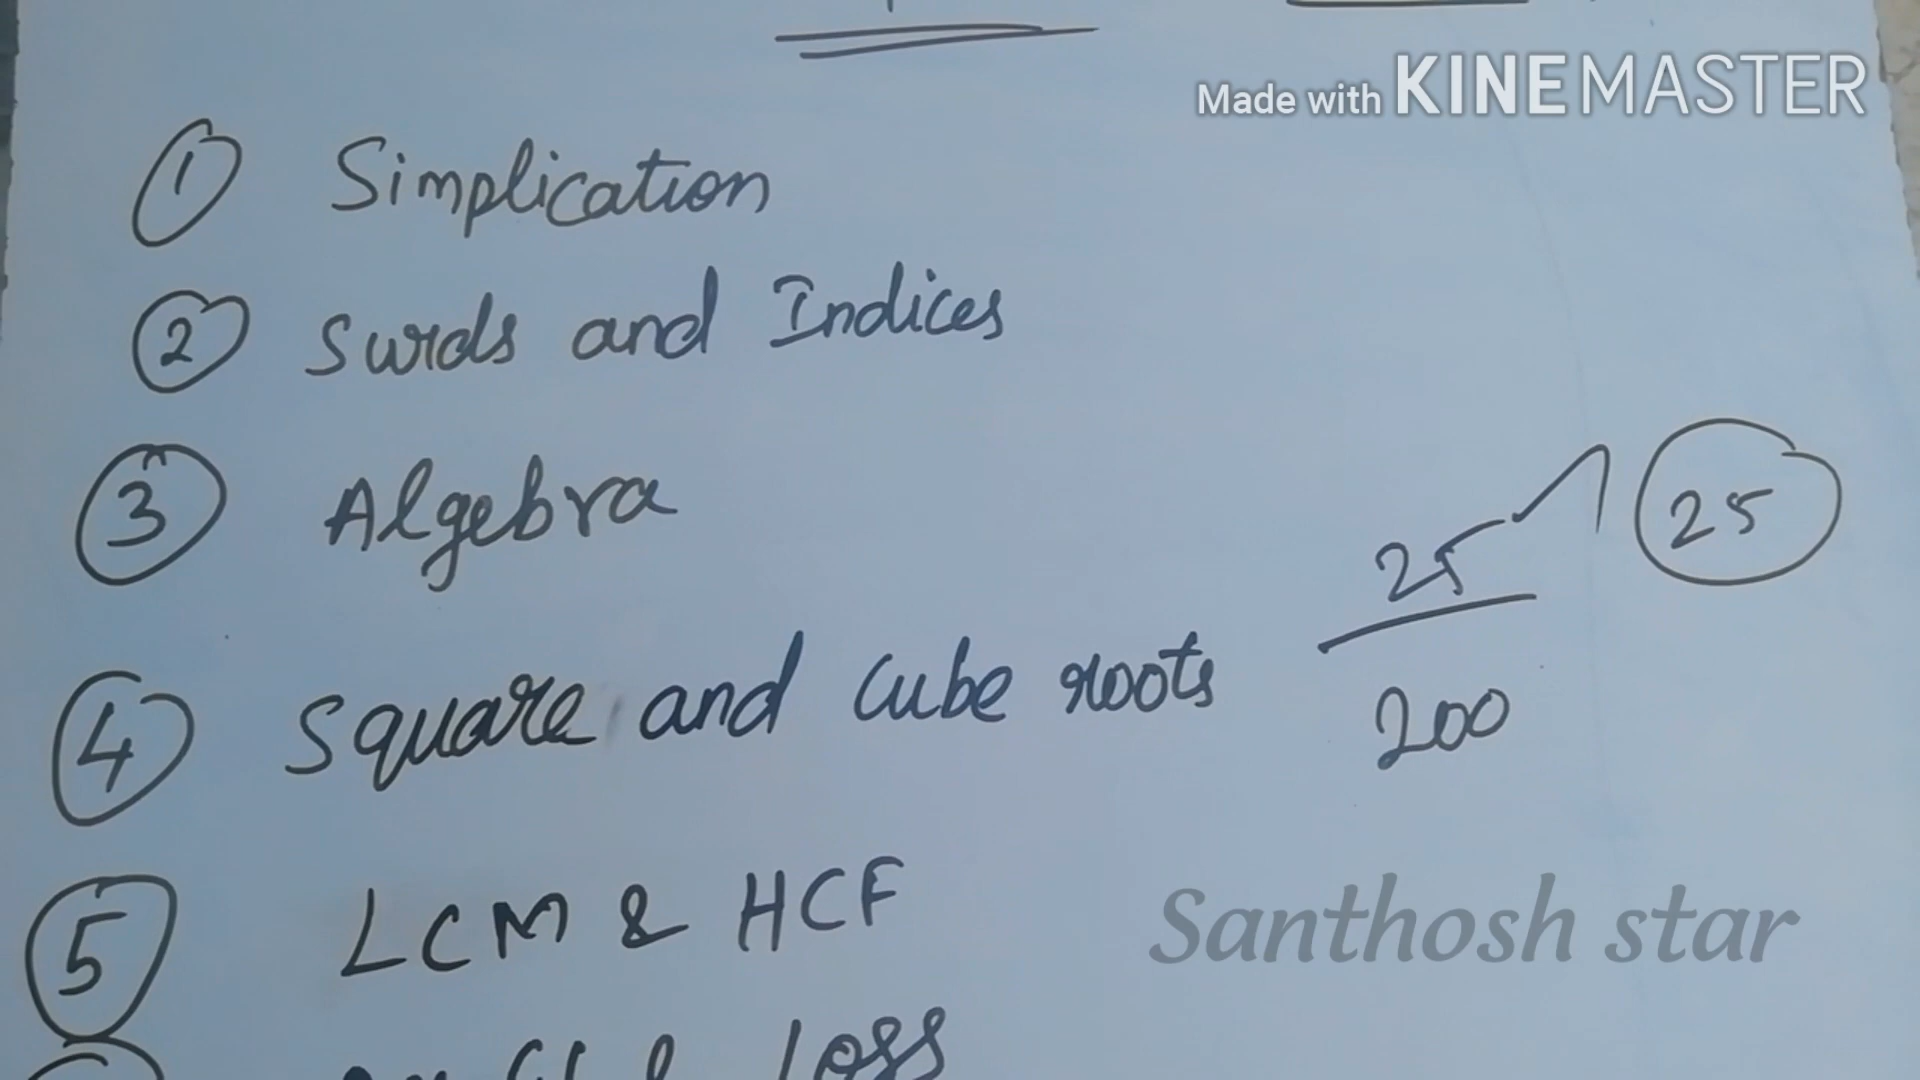 Made with KINEMASTER
1 Simplication
2 Surds and Indices
3 Algebra
25
25
200
4 Square and Cube roots
5 LCM & HCF
Santhosh star
& Loss